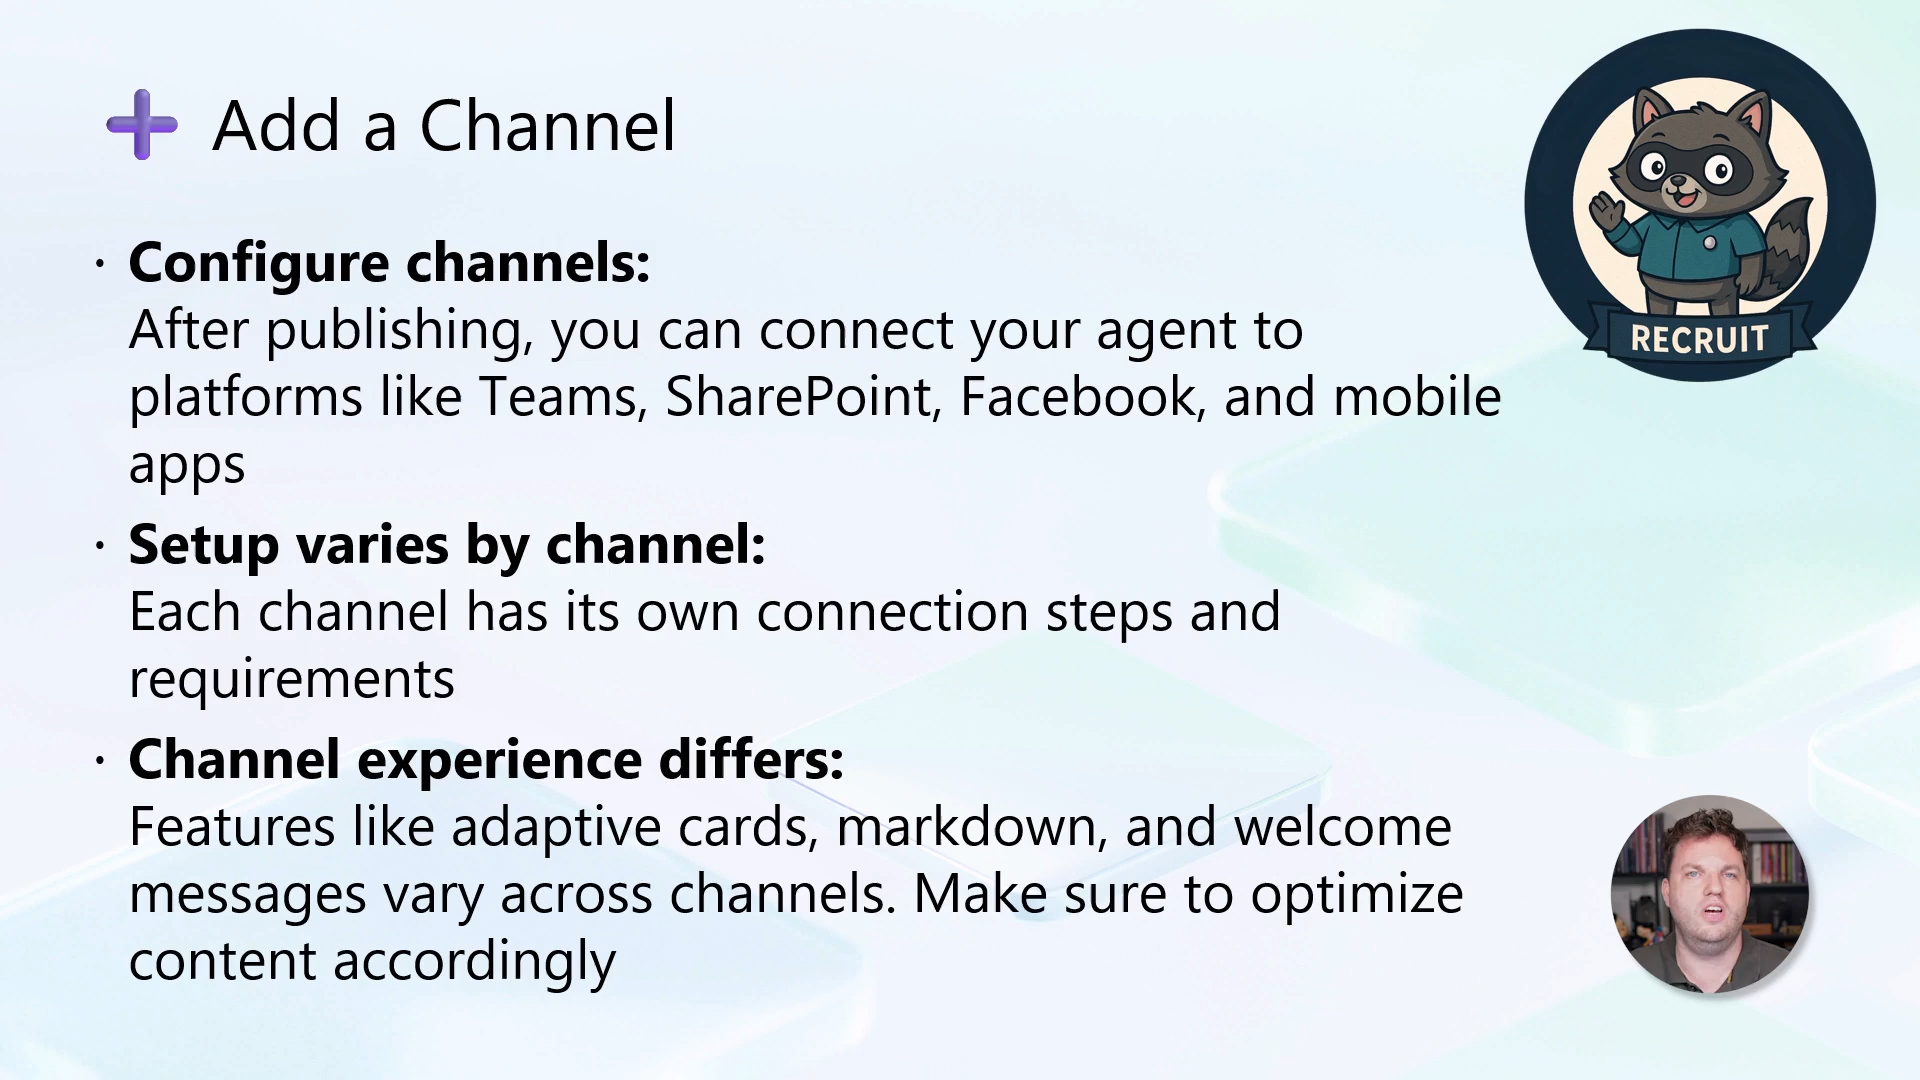 Add a Channel
RECRUIT
· Configure channels:
After publishing, you can connect your agent to
platforms like Teams, SharePoint, Facebook, and mobile
apps
· Setup varies by channel:
Each channel has its own connection steps and
requirements
· Channel experience differs:
Features like adaptive cards, markdown, and welcome
messages vary across channels. Make sure to optimize
content accordingly